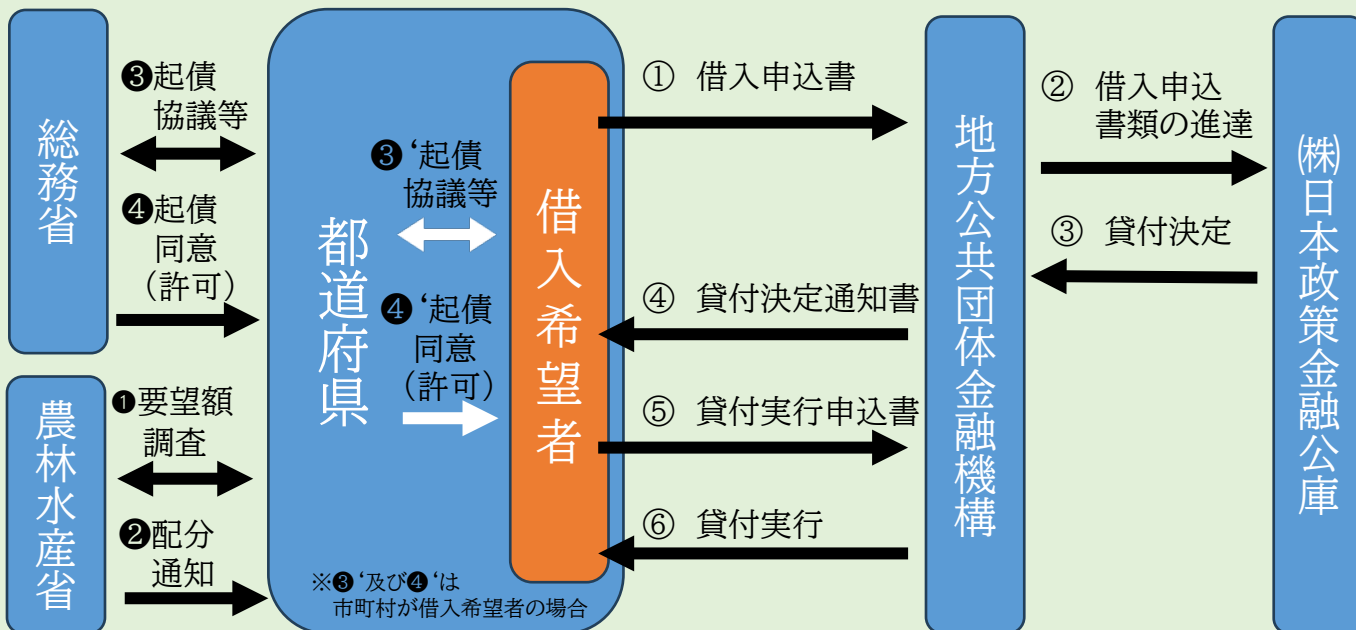 総務省
❸起債
協議等
❹起債
同意
（許可）
農林水産省
❶要望額
調査
❷配分
通知
都道府県
❸‘起債
協議等
❹‘起債
同意
（許可）
※❸‘及び❹‘は
市町村が借入希望者の場合
借入希望者
① 借入申込書
④ 貸付決定通知書
⑤ 貸付実行申込書
⑥ 貸付実行
地方公共団体金融機構
② 借入申込
書類の進達
③ 貸付決定
㈱日本政策金融公庫